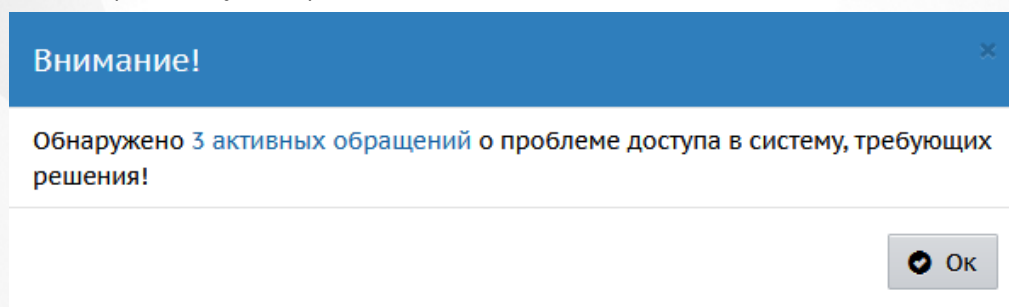 Внимание!
×
Обнаружено 3 активных обращений о проблеме доступа в систему, требующих
решения!
Ок